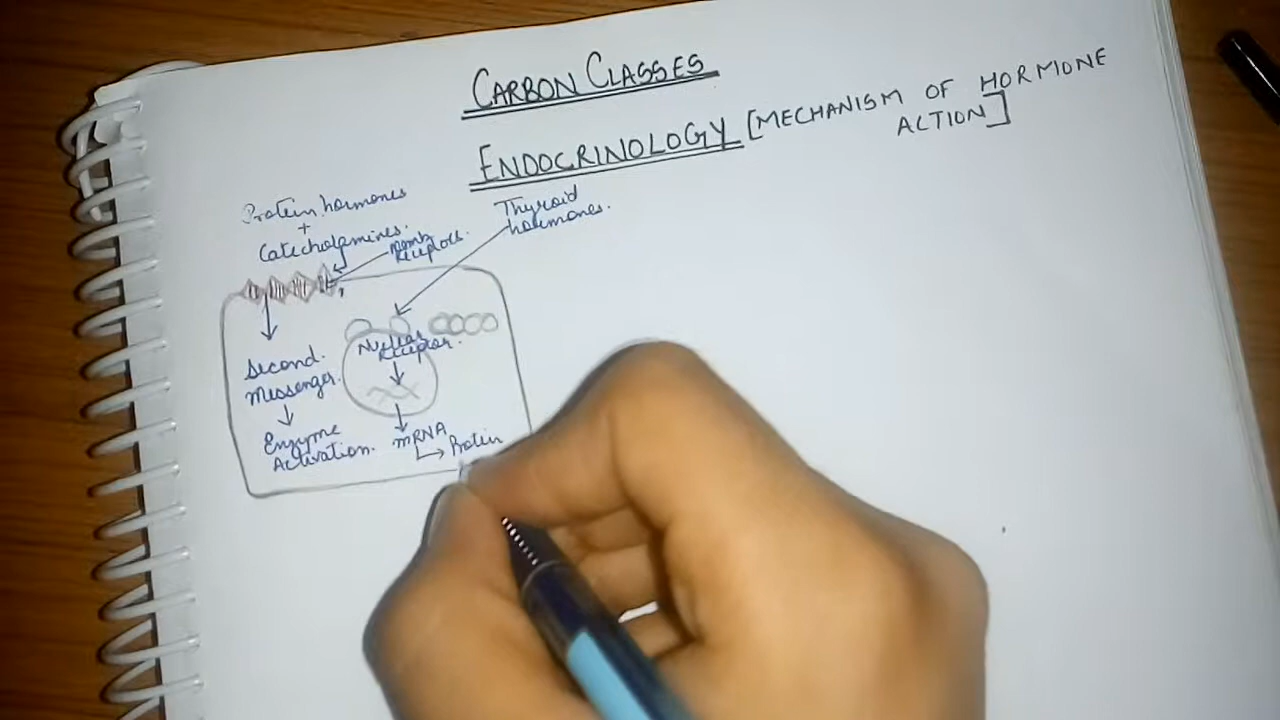 CARBON CLASSES
ENDOCRINOLOGY [MECHANISM OF HORMONE
ACTION]
Protein hormones
+
Catecholamines.
Memb.
Receptors.
Thyroid
hormones.
Nuclear
Receptor.
Second.
Messenger.
Enzyme
Activation.
mRNA
Protein